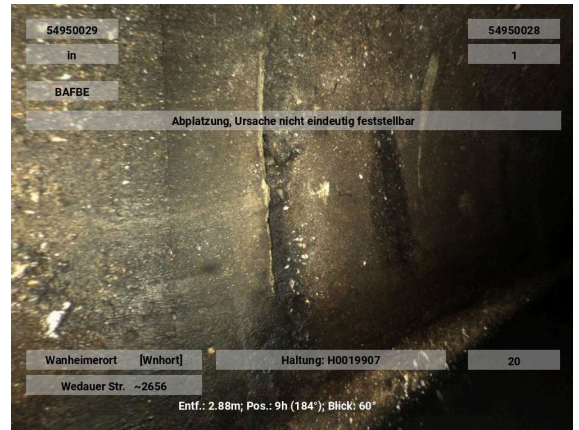 54950029 54950028
in 1
BAFBE
Abplatzung, Ursache nicht eindeutig feststellbar
Wanheimerort [Wnhort] Haltung: H0019907 20
Wedauer Str. ~2656
Entf.: 2.88m; Pos.: 9h (184°); Blick: 60°